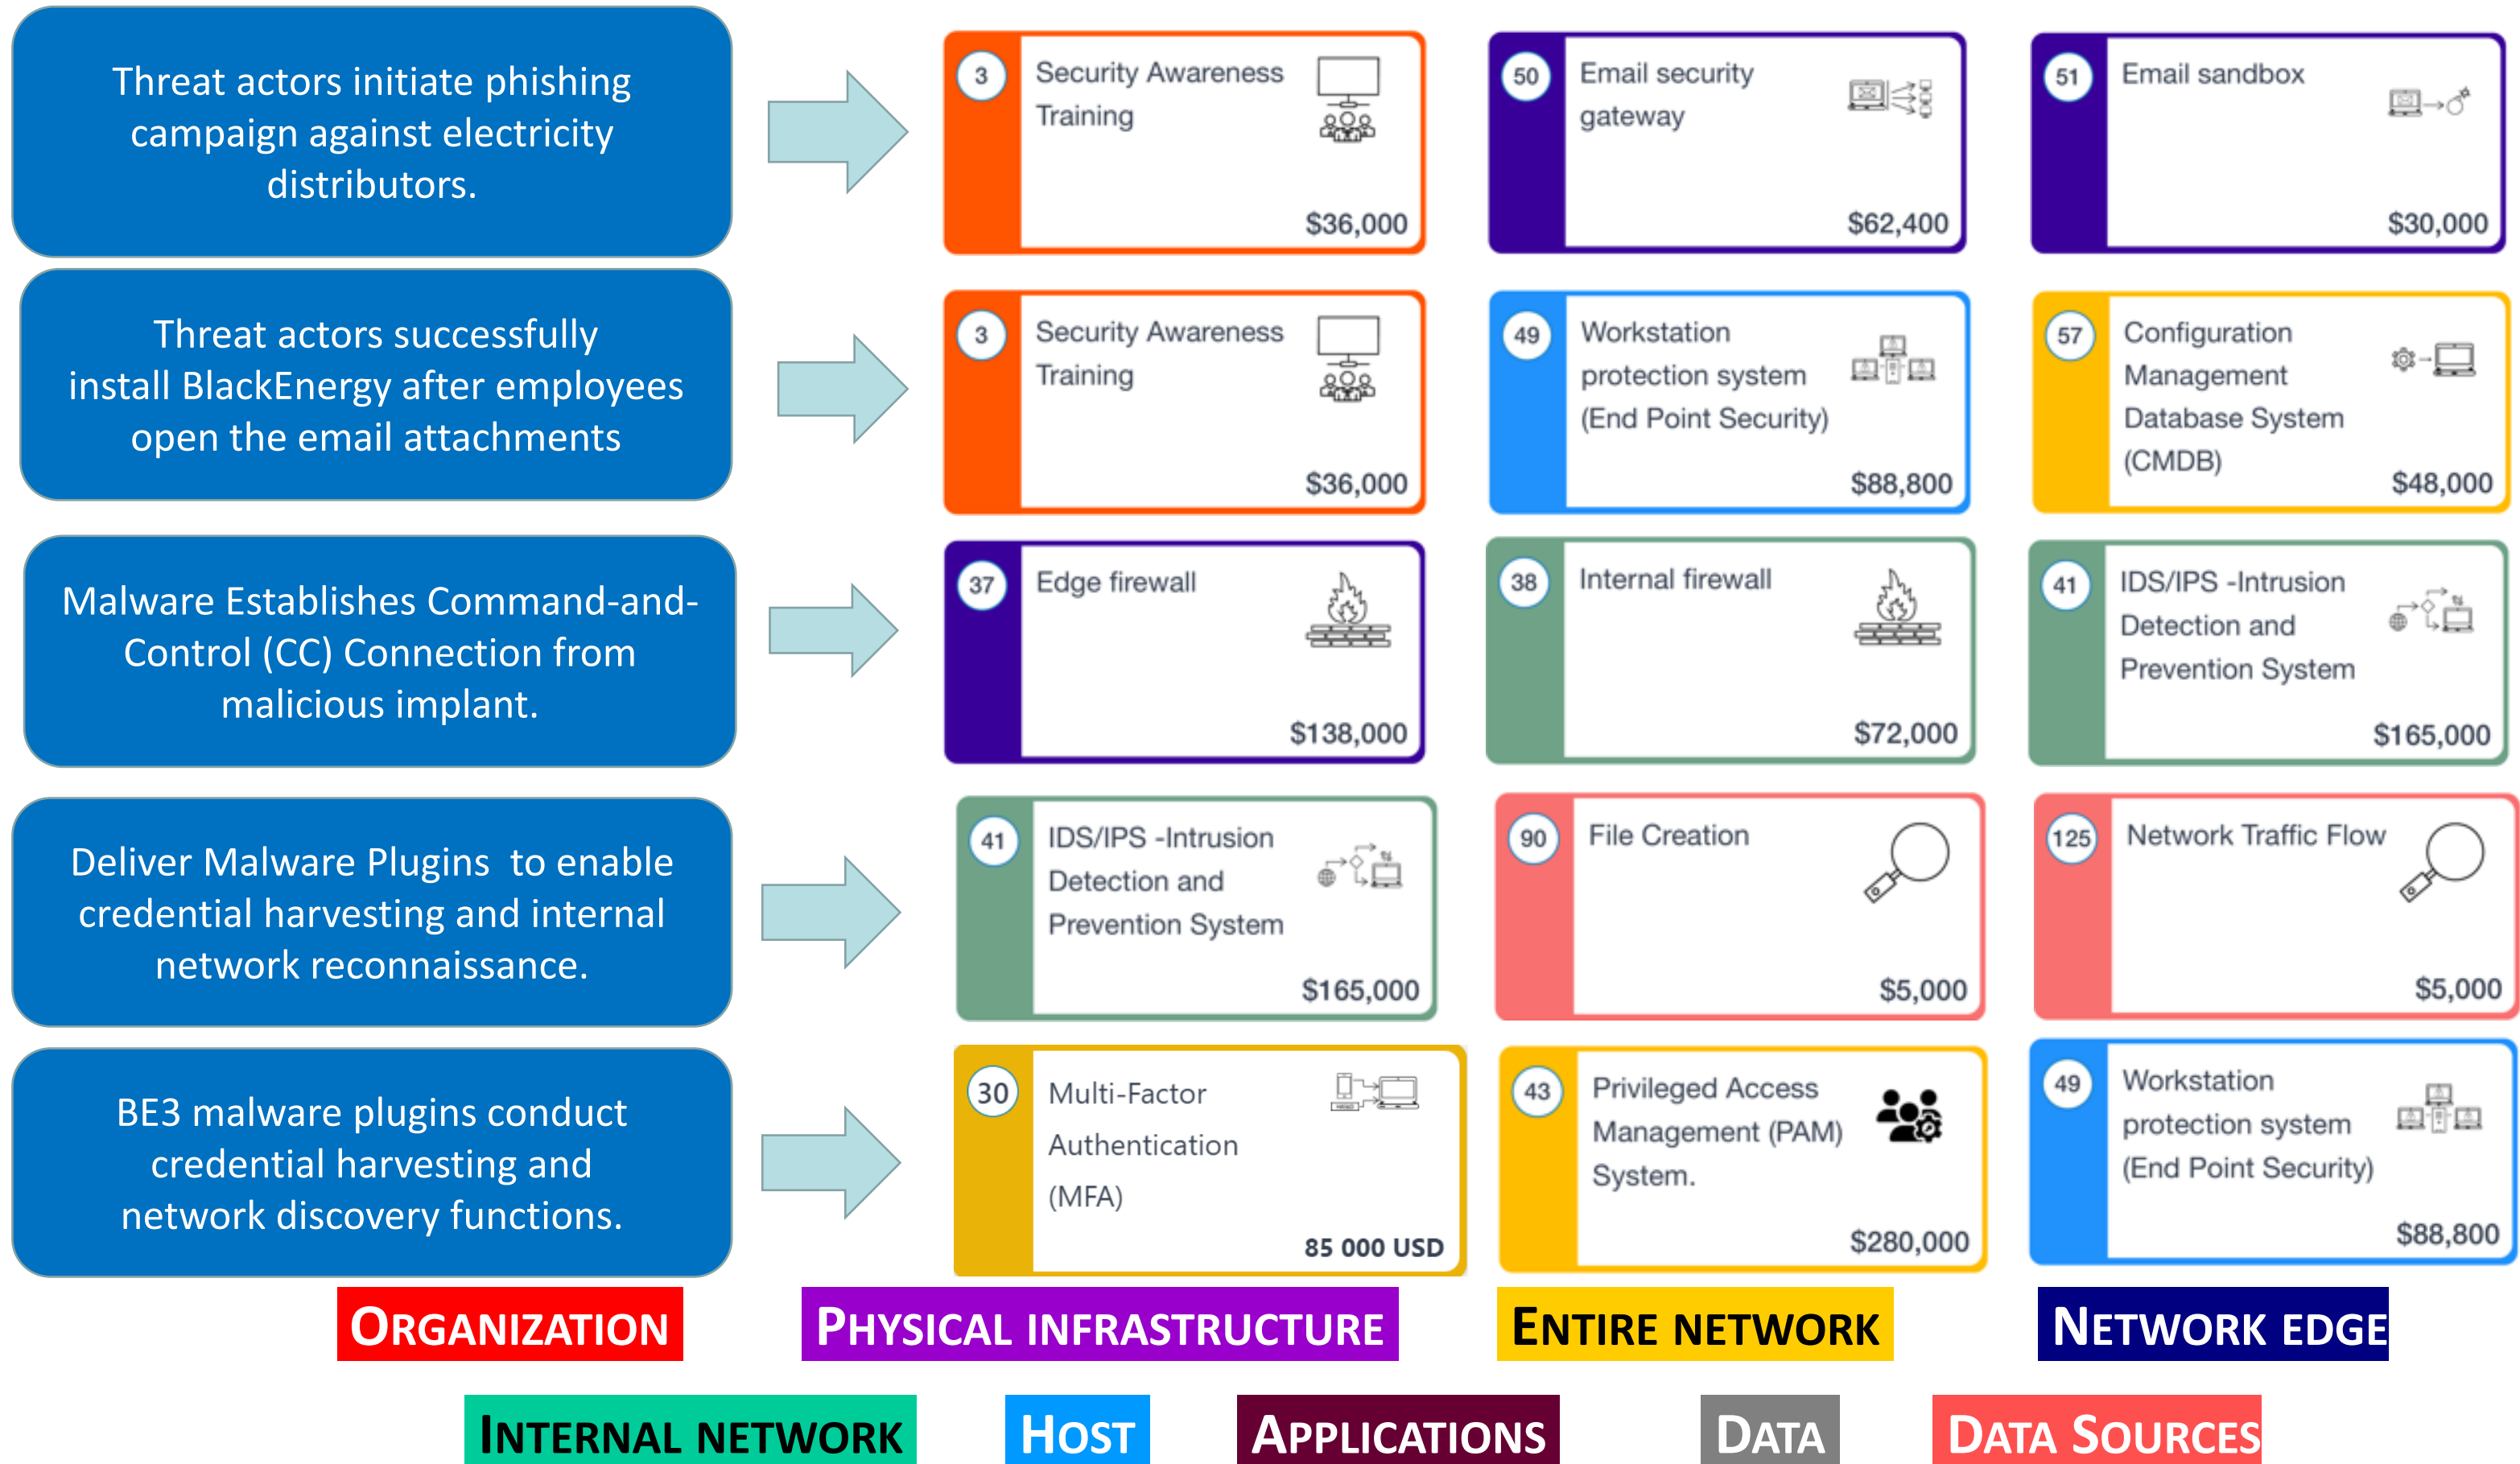 Threat actors initiate phishing
campaign against electricity
distributors.
3
Security Awareness
Training
$36,000
50
Email security
gateway
$62,400
51
Email sandbox
$30,000
Threat actors successfully
install BlackEnergy after employees
open the email attachments
3
Security Awareness
Training
$36,000
49
Workstation
protection system
(End Point Security)
$88,800
57
Configuration
Management
Database System
(CMDB)
$48,000
Malware Establishes Command-and-
Control (CC) Connection from
malicious implant.
37
Edge firewall
$138,000
38
Internal firewall
$72,000
41
IDS/IPS -Intrusion
Detection and
Prevention System
$165,000
Deliver Malware Plugins  to enable
credential harvesting and internal
network reconnaissance.
41
IDS/IPS -Intrusion
Detection and
Prevention System
$165,000
90
File Creation
$5,000
125
Network Traffic Flow
$5,000
BE3 malware plugins conduct
credential harvesting and
network discovery functions.
30
Multi-Factor
Authentication
(MFA)
85 000 USD
43
Privileged Access
Management (PAM)
System.
$280,000
49
Workstation
protection system
(End Point Security)
$88,800
ORGANIZATION
PHYSICAL INFRASTRUCTURE
ENTIRE NETWORK
NETWORK EDGE
INTERNAL NETWORK
HOST
APPLICATIONS
DATA
DATA SOURCES